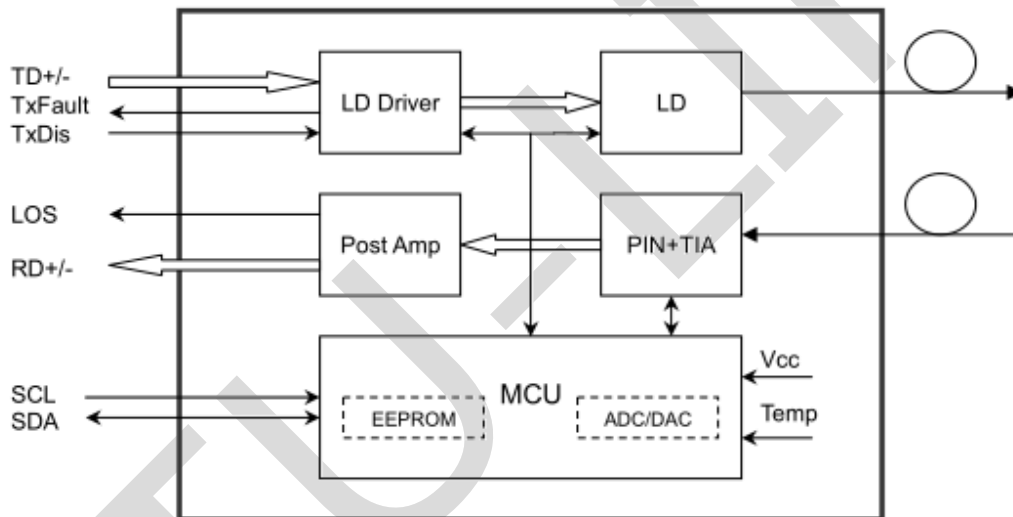 TD+/-
TxFault
TxDis
LD Driver
LD
LOS
RD+/-
Post Amp
PIN+TIA
SCL
SDA
MCU
EEPROM
ADC/DAC
Vcc
Temp